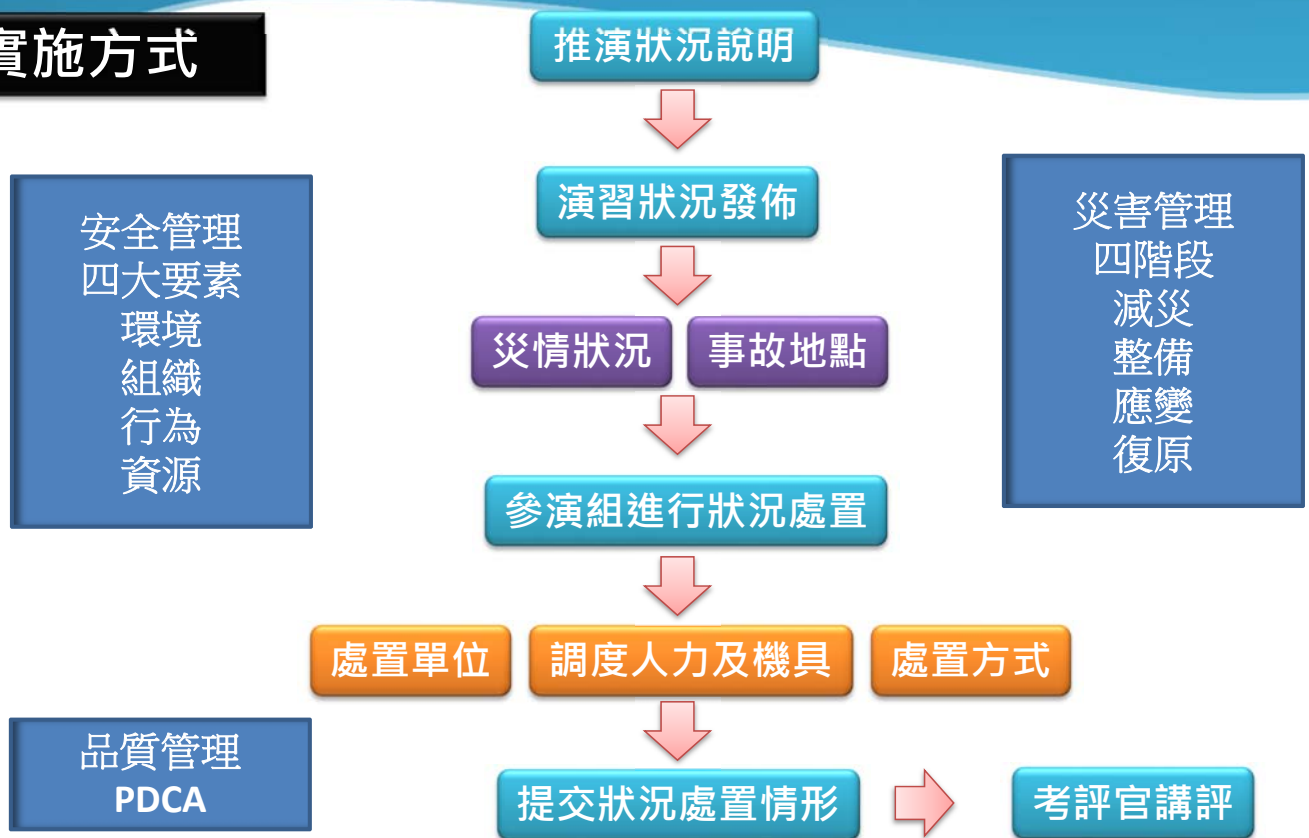 實施方式
推演狀況說明
演習狀況發佈
安全管理
四大要素
環境
組織
行為
資源
災害管理
四階段
減災
整備
應變
復原
災情狀況
事故地點
參演組進行狀況處置
處置單位
調度人力及機具
處置方式
品質管理
PDCA
提交狀況處置情形
考評官講評